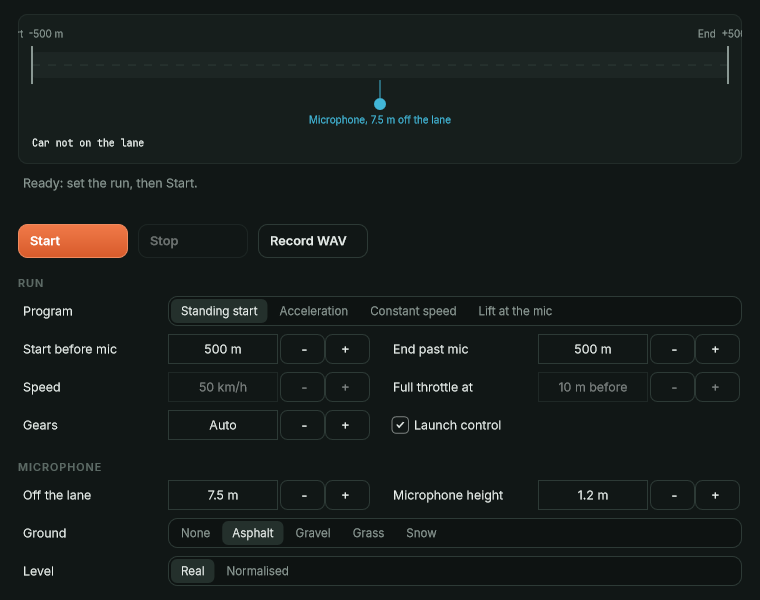 t -500 m End +500
Microphone, 7.5 m off the lane
Car not on the lane
Ready: set the run, then Start.
Start Stop Record WAV
RUN
Program Standing start Acceleration Constant speed Lift at the mic
Start before mic 500 m - + End past mic 500 m - +
Speed 50 km/h - + Full throttle at 10 m before - +
Gears Auto - + Launch control
MICROPHONE
Off the lane 7.5 m - + Microphone height 1.2 m - +
Ground None Asphalt Gravel Grass Snow
Level Real Normalised